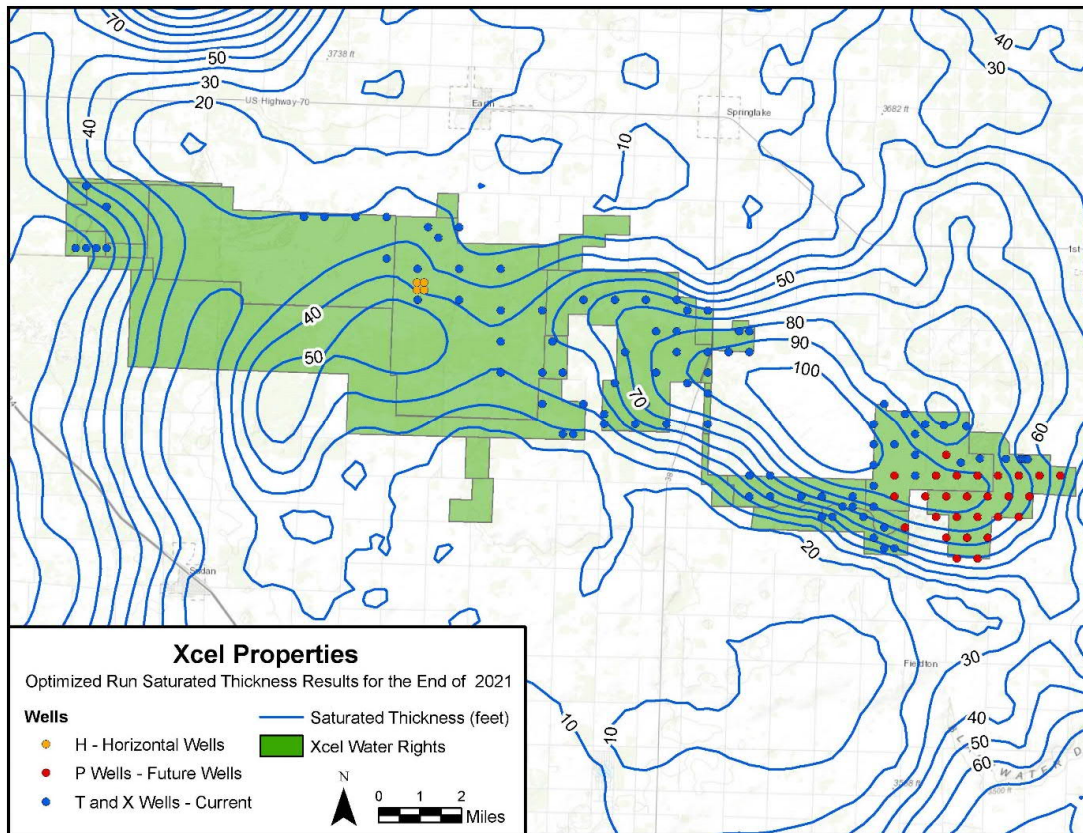 70
50
30
20
40
3738 ft
US Highway-70
Earth
Springlake
3682 ft
40
30
10
1st
50
40
50
80
90
100
70
60
20
Sudan
30
Fieldton
10
10
40
50
60
WATER D
Xcel Properties
Optimized Run Saturated Thickness Results for the End of 2021
Wells
H - Horizontal Wells
P Wells - Future Wells
T and X Wells - Current
Saturated Thickness (feet)
Xcel Water Rights
N
0 1 2
Miles